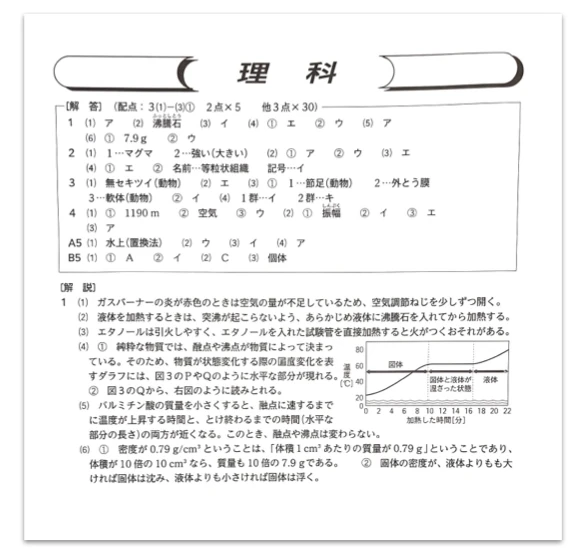 理 科
[解 答] (配点: 3(1)-(3)① 2点×5 他3点×30)
1 (1) ア (2) 沸騰石 (3) イ (4) ① エ ② ウ (5) ア
(6) ① 7.9g ② ウ
2 (1) 1…マグマ 2…強い(大きい) (2) ① ア ② ウ (3) エ
(4) ① エ ② 名前…等粒状組織 記号…イ
3 (1) 無セキツイ(動物) (2) エ (3) ① 1…節足(動物) 2…外とう膜
3…軟体(動物) ② イ (4) 1群…イ 2群…キ
4 (1) ① 1190m ② 空気 ③ ウ (2) ① 振幅 ② イ ③ エ
(3) ア
A5 (1) 水上(置換法) (2) ウ (3) イ (4) ア
B5 (1) ① A ② イ (2) C (3) 個体
[解 説]
1 (1) ガスバーナーの炎が赤色のときは空気の量が不足しているため、空気調節ねじを少しずつ開く。
(2) 液体を加熱するときは、突沸が起こらないよう、あらかじめ液体に沸騰石を入れてから加熱する。
(3) エタノールは引火しやすく、エタノールを入れた試験管を直接加熱すると火がつくおそれがある。
(4) ① 純粋な物質では、融点や沸点が物質によって決まっ
ている。そのため、物質が状態変化する際の温度変化を表
すグラフには、図3のPやQのように水平な部分が現れる。
② 図3のQから、右図のように読みとれる。
(5) パルミチン酸の質量を小さくすると、融点に達するまで
に温度が上昇する時間と、とけ終わるまでの時間(水平な
部分の長さ)の両方が近くなる。このとき、融点や沸点は変わらない。
温度[℃]
80
60
40
20
0
固体
固体と液体が
混ざった状態
液体
0 2 4 6 8 10 12 14 16 18 20 22
加熱した時間[分]
(6) ① 密度が0.79g/cm³ということは、「体積1cm³あたりの質量が0.79g」ということであり、
体積が10倍の10cm³なら、質量も10倍の7.9gである。 ② 固体の密度が、液体よりも大
ければ固体は沈み、液体よりも小さければ固体は浮く。